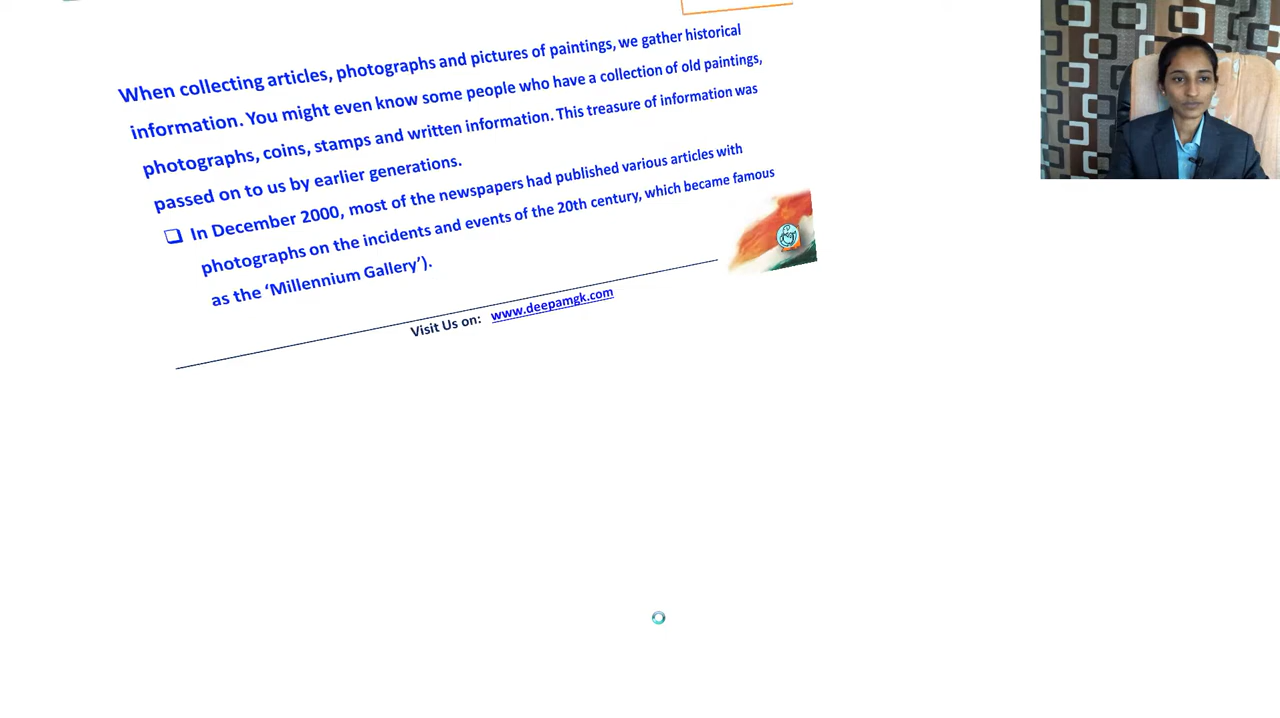 When collecting articles, photographs and pictures of paintings, we gather historical
information. You might even know some people who have a collection of old paintings,
photographs, coins, stamps and written information. This treasure of information was
passed on to us by earlier generations.
❑ In December 2000, most of the newspapers had published various articles with
photographs on the incidents and events of the 20th century, which became famous
as the ‘Millennium Gallery’).
Visit Us on: www.deepamgk.com